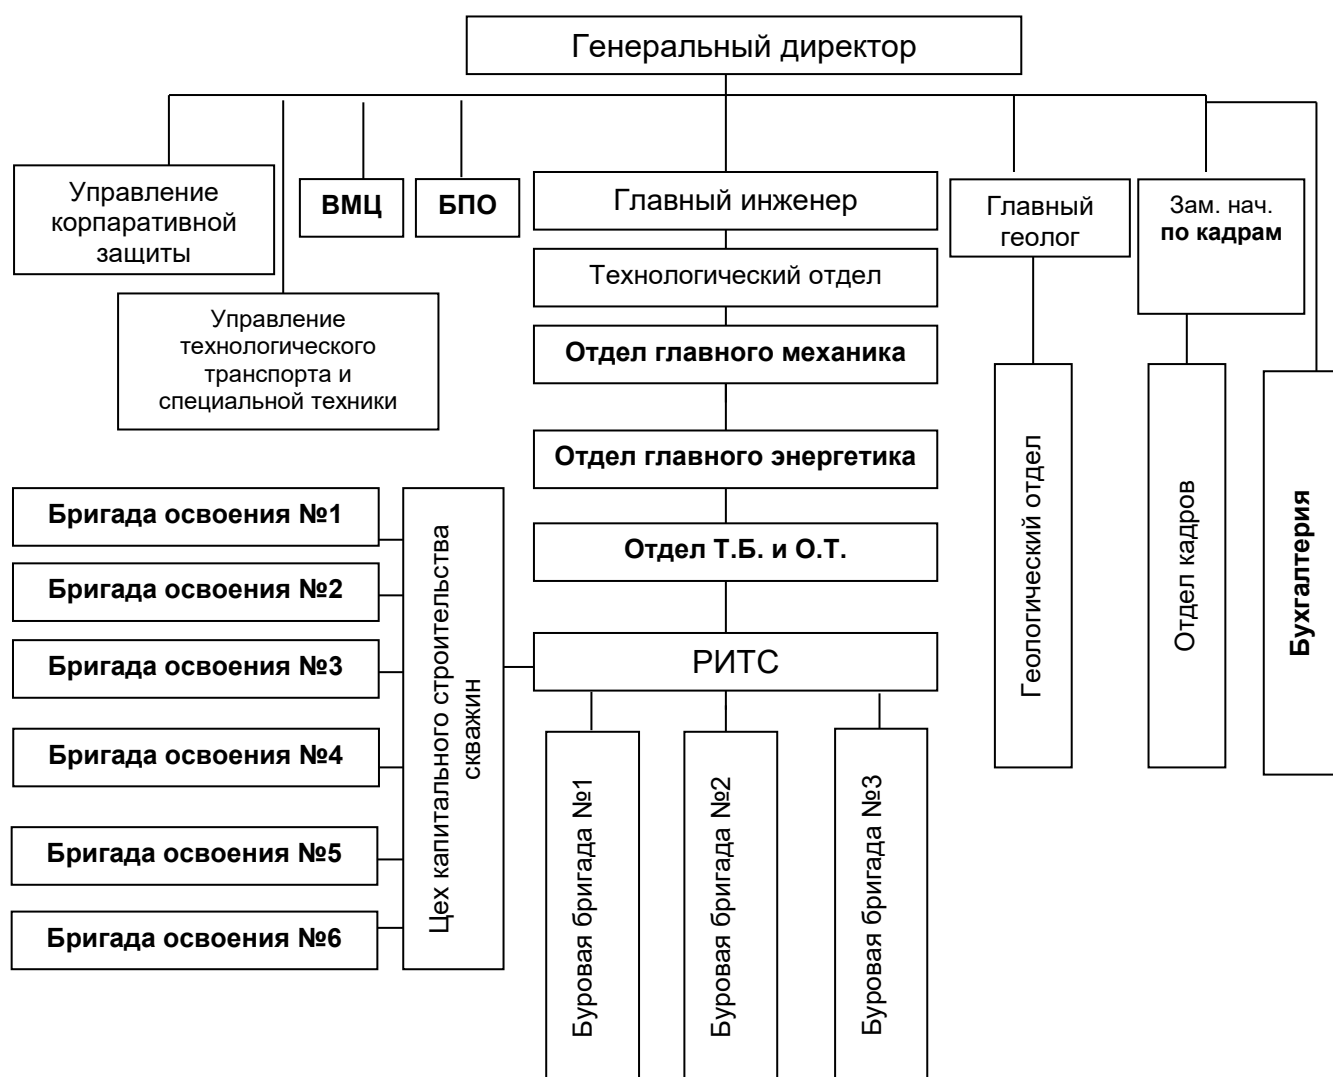 Генеральный директор
Управление
корпаративной
защиты
ВМЦ
БПО
Главный инженер
Главный
геолог
Зам. нач.
по кадрам
Технологический отдел
Управление
технологического
транспорта и
специальной техники
Отдел главного механика
Отдел главного энергетика
Отдел Т.Б. и О.Т.
РИТС
Геологический отдел
Отдел кадров
Бухгалтерия
Бригада освоения №1
Бригада освоения №2
Бригада освоения №3
Бригада освоения №4
Бригада освоения №5
Бригада освоения №6
Цех капитального строительства
скважин
Буровая бригада №1
Буровая бригада №2
Буровая бригада №3